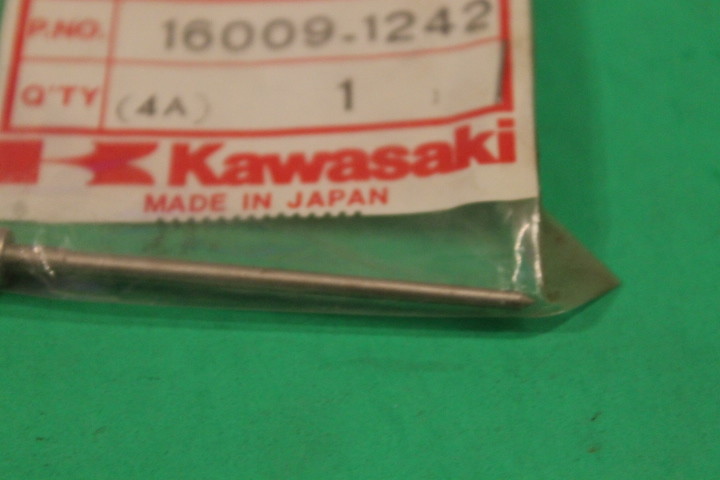 P.NO. 16009-1242
Q'TY (4A) 1
Kawasaki
MADE IN JAPAN